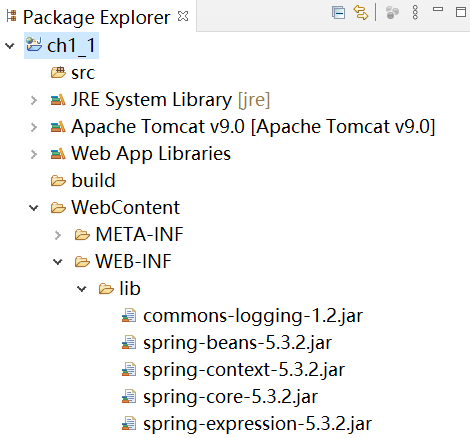 Package Explorer
ch1_1
src
JRE System Library [jre]
Apache Tomcat v9.0 [Apache Tomcat v9.0]
Web App Libraries
build
WebContent
META-INF
WEB-INF
lib
commons-logging-1.2.jar
spring-beans-5.3.2.jar
spring-context-5.3.2.jar
spring-core-5.3.2.jar
spring-expression-5.3.2.jar